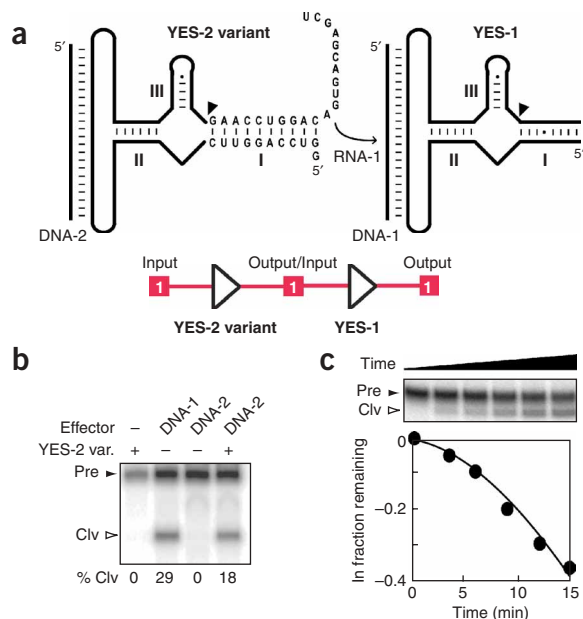 a
YES-2 variant
YES-1
5′
III
II
I
GAACCUGGAC
CUUGGACCUGG
5′
AGUGACGAGCU
RNA-1
DNA-2
5′
III
II
I
5′
DNA-1
Input
Output/Input
Output
1
1
1
YES-2 variant
YES-1
b
Effector – DNA-1 DNA-2 DNA-2
YES-2 var. + – – +
Pre
Clv
% Clv 0 29 0 18
c
Time
Pre
Clv
ln fraction remaining
0
–0.2
–0.4
0 5 10 15
Time (min)